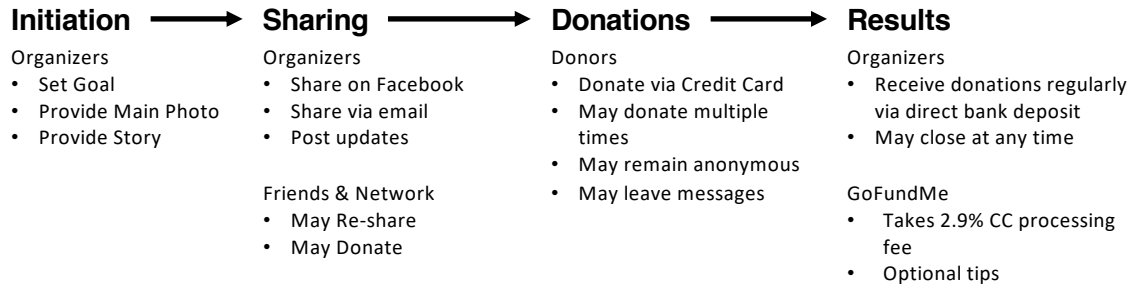 Initiation
Organizers
• Set Goal
• Provide Main Photo
• Provide Story
Sharing
Organizers
• Share on Facebook
• Share via email
• Post updates
Friends & Network
• May Re-share
• May Donate
Donations
Donors
• Donate via Credit Card
• May donate multiple
times
• May remain anonymous
• May leave messages
Results
Organizers
• Receive donations regularly
via direct bank deposit
• May close at any time
GoFundMe
• Takes 2.9% CC processing
fee
• Optional tips